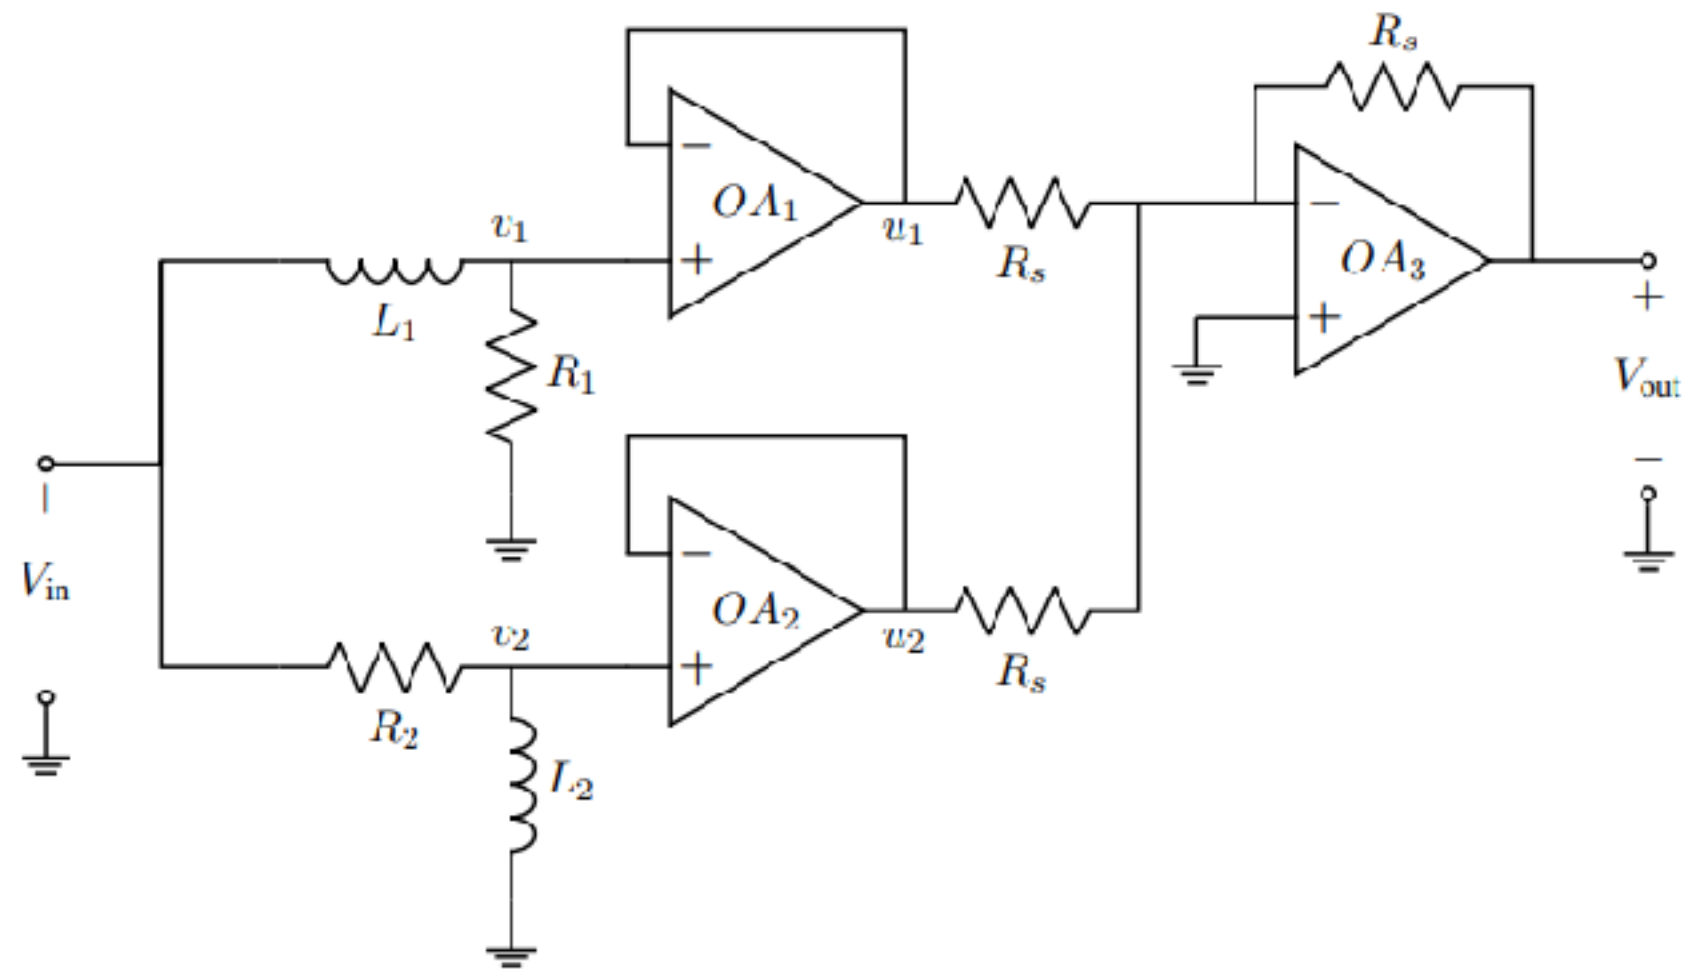 R_s
OA_1
v_1
u_1
R_s
OA_3
L_1
R_1
V_out
V_in
OA_2
v_2
u_2
R_s
R_2
L_2